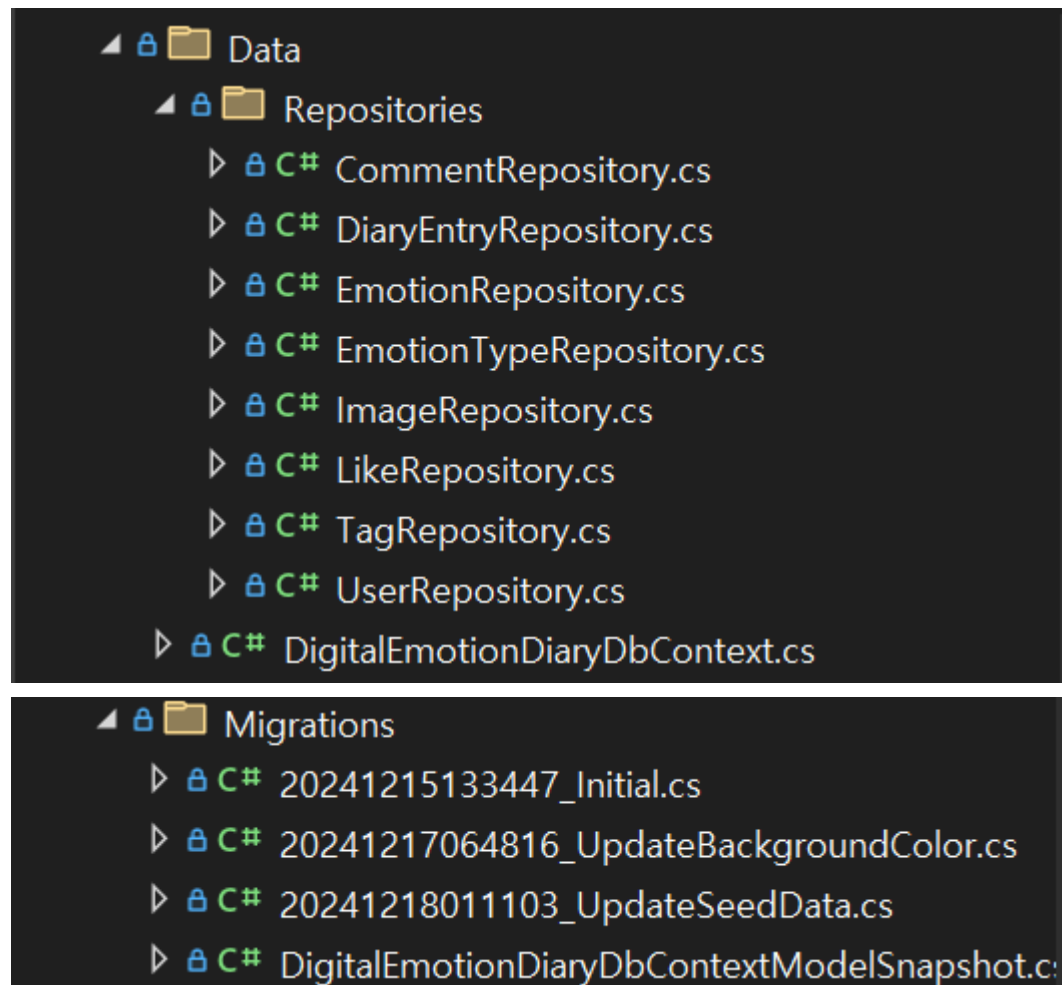 Data
Repositories
C# CommentRepository.cs
C# DiaryEntryRepository.cs
C# EmotionRepository.cs
C# EmotionTypeRepository.cs
C# ImageRepository.cs
C# LikeRepository.cs
C# TagRepository.cs
C# UserRepository.cs
C# DigitalEmotionDiaryDbContext.cs
Migrations
C# 20241215133447_Initial.cs
C# 20241217064816_UpdateBackgroundColor.cs
C# 20241218011103_UpdateSeedData.cs
C# DigitalEmotionDiaryDbContextModelSnapshot.c